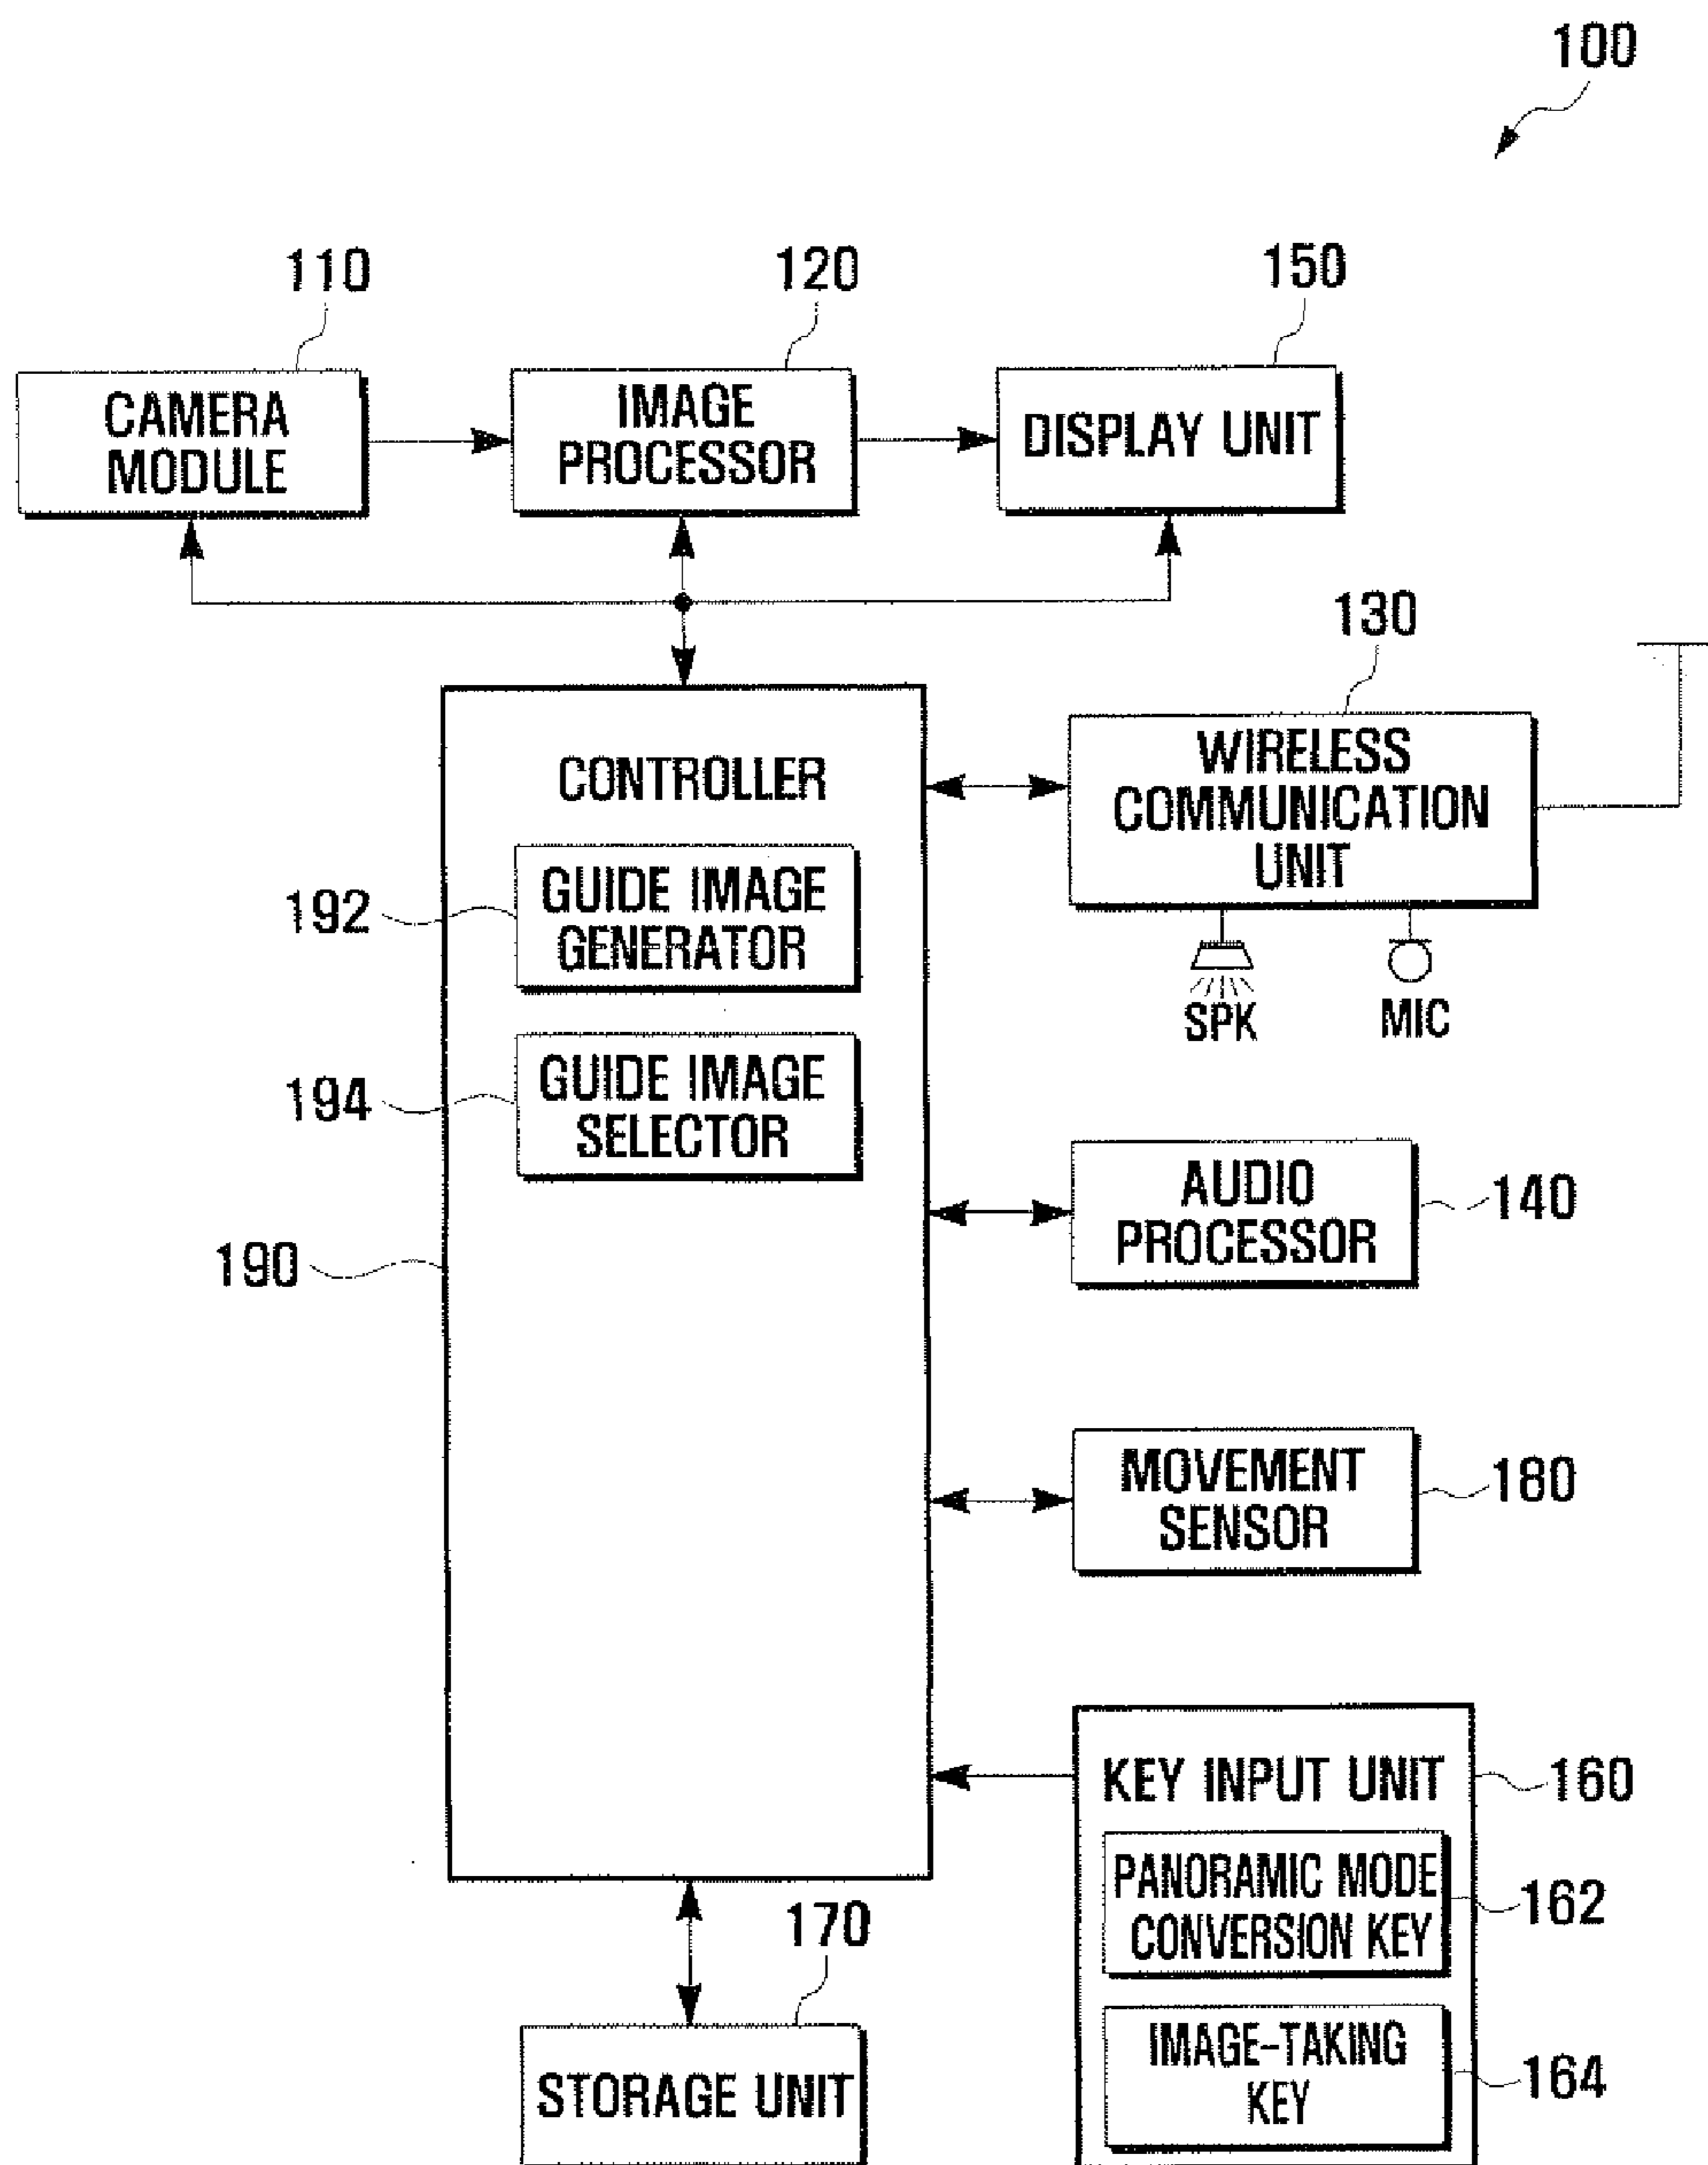 100
110
120
150
CAMERA
MODULE
IMAGE
PROCESSOR
DISPLAY UNIT
130
CONTROLLER
WIRELESS
COMMUNICATION
UNIT
192
GUIDE IMAGE
GENERATOR
SPK
MIC
194
GUIDE IMAGE
SELECTOR
AUDIO
PROCESSOR
140
190
MOVEMENT
SENSOR
180
KEY INPUT UNIT
160
PANORAMIC MODE
CONVERSION KEY
162
170
STORAGE UNIT
IMAGE-TAKING
KEY
164